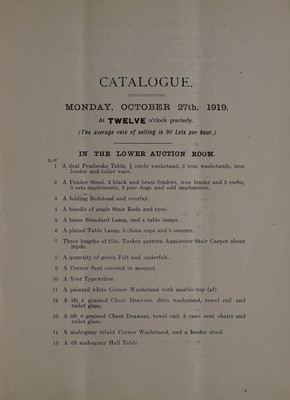 CATALOGUE.
MONDAY, OCTOBER 27th, 1919,
At TWELVE o'clock precisely.
(The average rate of selling is 90 Lots per hour.)
IN THE LOWER AUCTION ROOM.
LOT
1 A deal Pembroke Table, ½ circle washstand, 2 iron washstands, iron
fender and toilet ware.
2 A Fender Stool, 2 black and brass fenders, iron fender and 2 curbs,
3 sets implements, 2 pair dogs and odd implements.
3 A folding Bedstead and overlay.
4 A bundle of angle Stair Rods and eyes.
5 A brass Standard Lamp, and 4 table lamps.
6 A plated Table Lamp, 6 china cups and 5 saucers.
7 Three lengths of 27in. Turkey pattern Axminster Stair Carpet about
20yds.
8 A quantity of green Felt and underfelt.
9 A Corner Seat covered in moquet.
10 A Yost Typewriter.
11 A painted white Corner Washstand with marble top (af)
12 A 3ft 6 grained Chest Drawers, ditto washstand, towel rail and
toilet glass.
13 A 3ft 6 grained Chest Drawers, towel rail, 2 cane seat chairs and
toilet glass.
14 A mahogany inlaid Corner Washstand, and a fender stool.
15 A 4ft mahogany Hall Table.